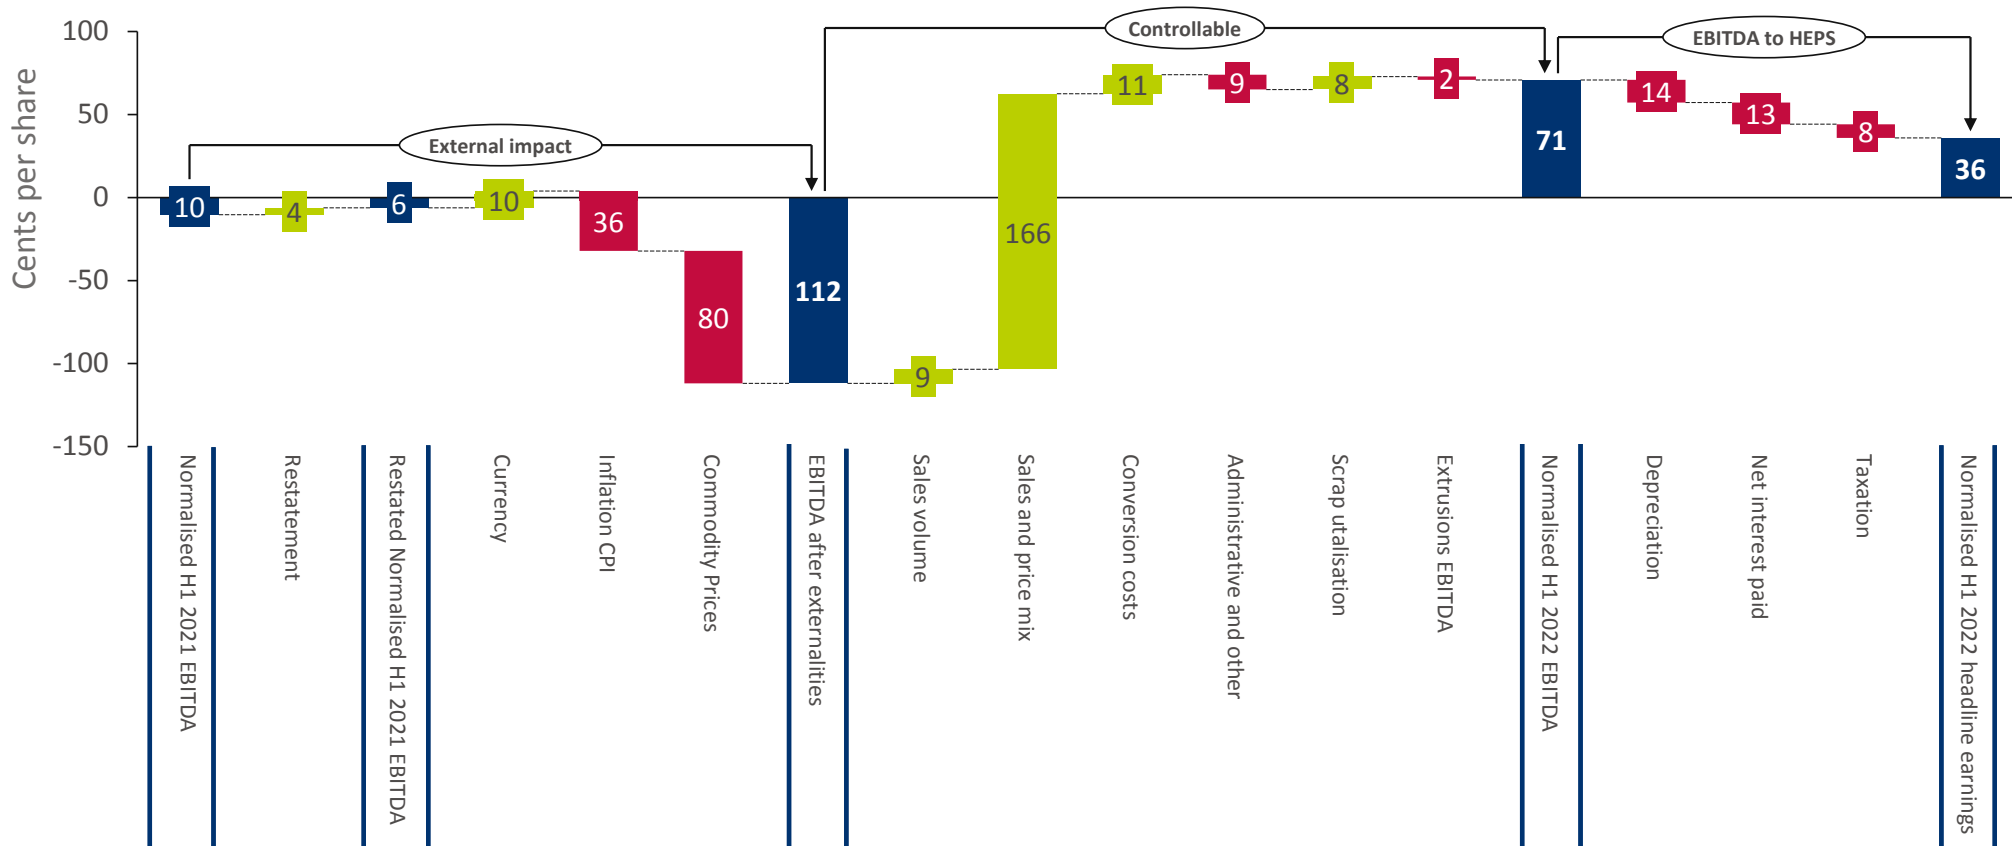 Cents per share
100
50
0
-50
-100
-150
External impact
Controllable
EBITDA to HEPS
10
4
6
10
36
80
112
9
166
11
9
8
2
71
14
13
8
36
Normalised H1 2021 EBITDA
Restatement
Restated Normalised H1 2021 EBITDA
Currency
Inflation CPI
Commodity Prices
EBITDA after externalities
Sales volume
Sales and price mix
Conversion costs
Administrative and other
Scrap utalisation
Extrusions EBITDA
Normalised H1 2022 EBITDA
Depreciation
Net interest paid
Taxation
Normalised H1 2022 headline earnings